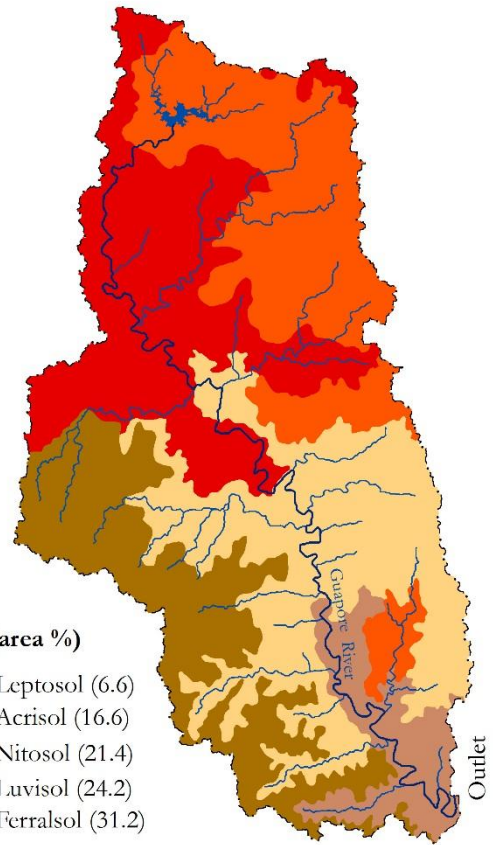 Guapore River
area %)
Leptosol (6.6)
Acrisol (16.6)
Nitosol (21.4)
Luvisol (24.2)
Ferralsol (31.2)
Outlet